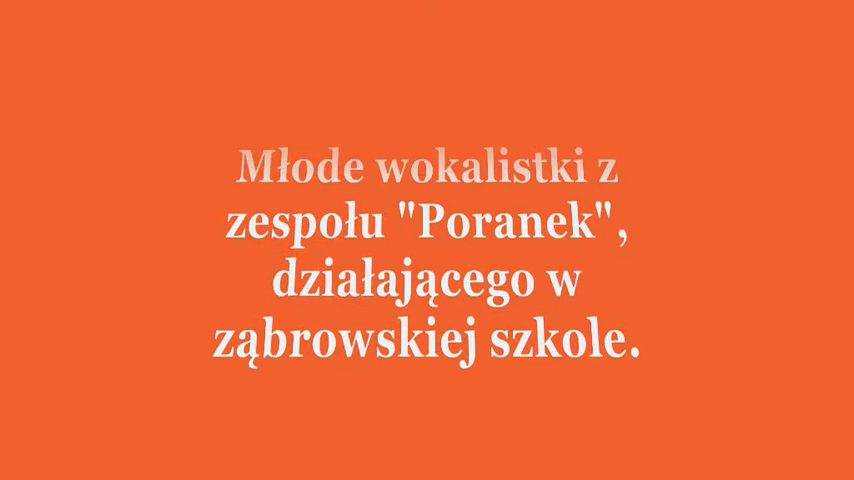 Młode wokalistki z
zespołu "Poranek",
działającego w
ząbrowskiej szkole.